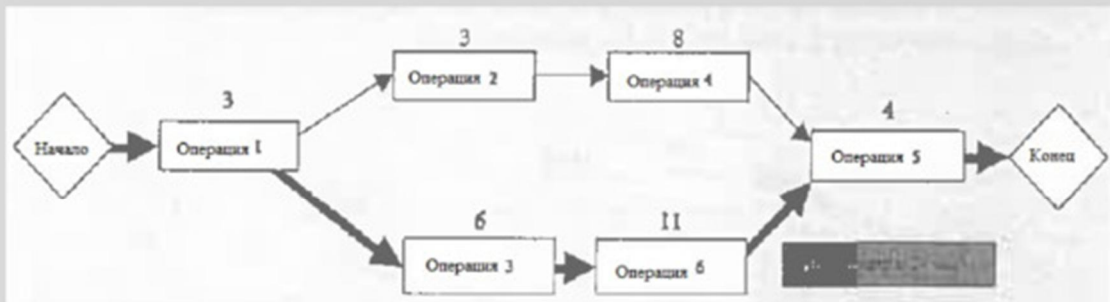 3
Операция 2
8
Операция 4
3
Начало
Операция 1
4
Операция 5
Конец
6
Операция 3
11
Операция 6